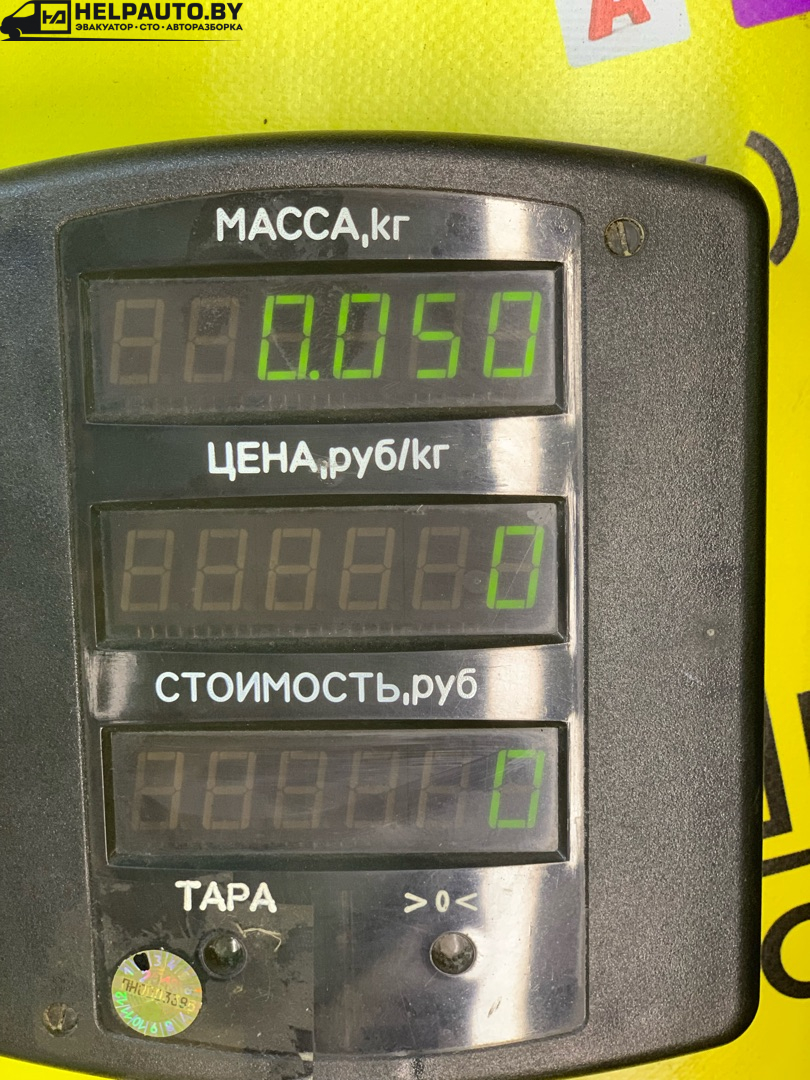 HELPAUTO.BY
ЭВАКУАТОР•СТО•АВТОРАЗБОРКА
А
МАССА,кг
0.050
ЦЕНА,руб/кг
0
СТОИМОСТЬ,руб
0
ТАРА >0<